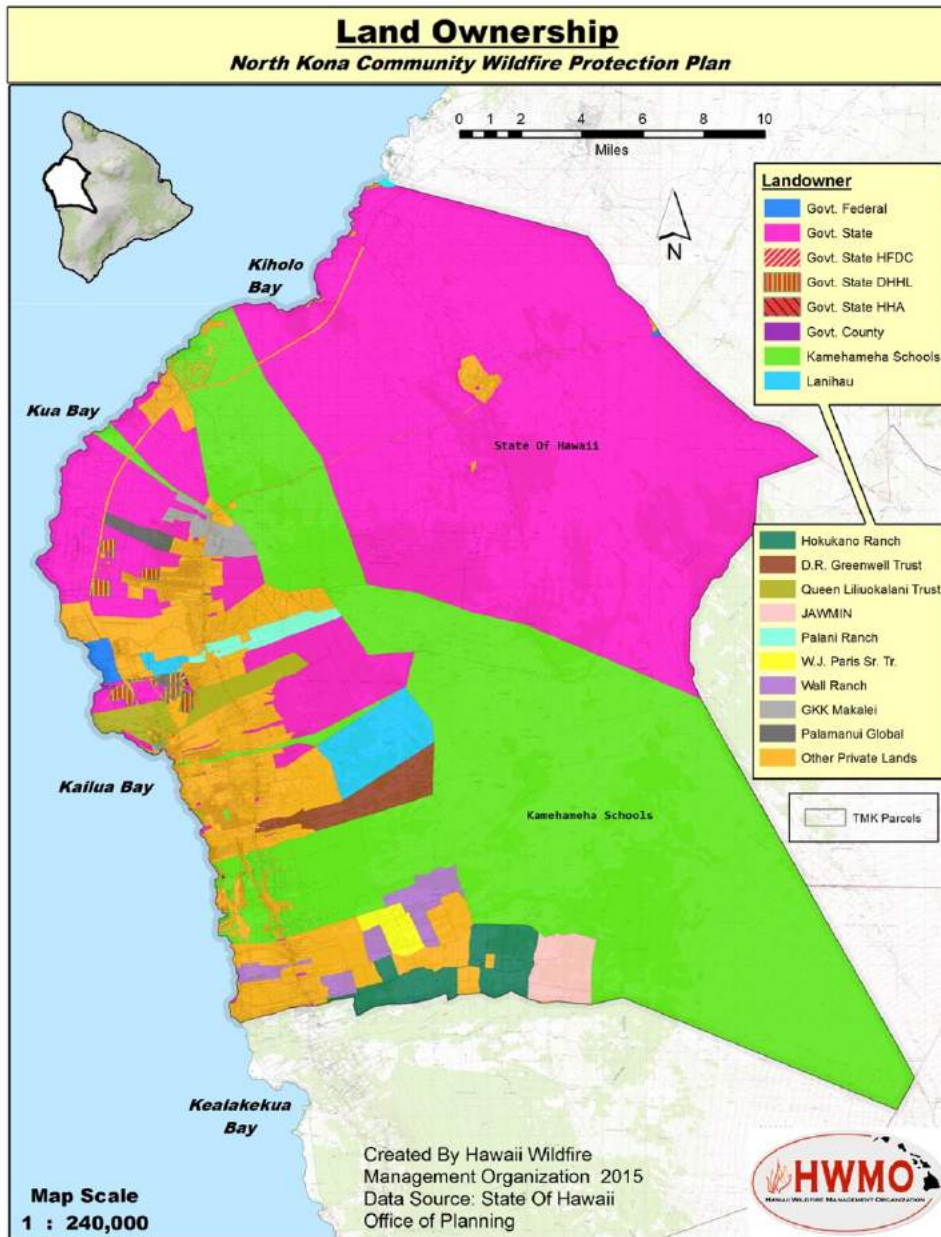 Land Ownership
North Kona Community Wildfire Protection Plan
0 1 2 4 6 8 10
Miles
N
Kiholo
Bay
Kua Bay
Kailua Bay
Kealakekua
Bay
State Of Hawaii
Kamehameha Schools
Landowner
Govt. Federal
Govt. State
Govt. State HFDC
Govt. State DHHL
Govt. State HHA
Govt. County
Kamehameha Schools
Lanihau
Hokukano Ranch
D.R. Greenwell Trust
Queen Liliuokalani Trust
JAWMIN
Palani Ranch
W.J. Paris Sr. Tr.
Wall Ranch
GKK Makalei
Palamanui Global
Other Private Lands
TMK Parcels
Map Scale
1 : 240,000
Created By Hawaii Wildfire
Management Organization 2015
Data Source: State Of Hawaii
Office of Planning
HWMO
HAWAII WILDFIRE MANAGEMENT ORGANIZATION